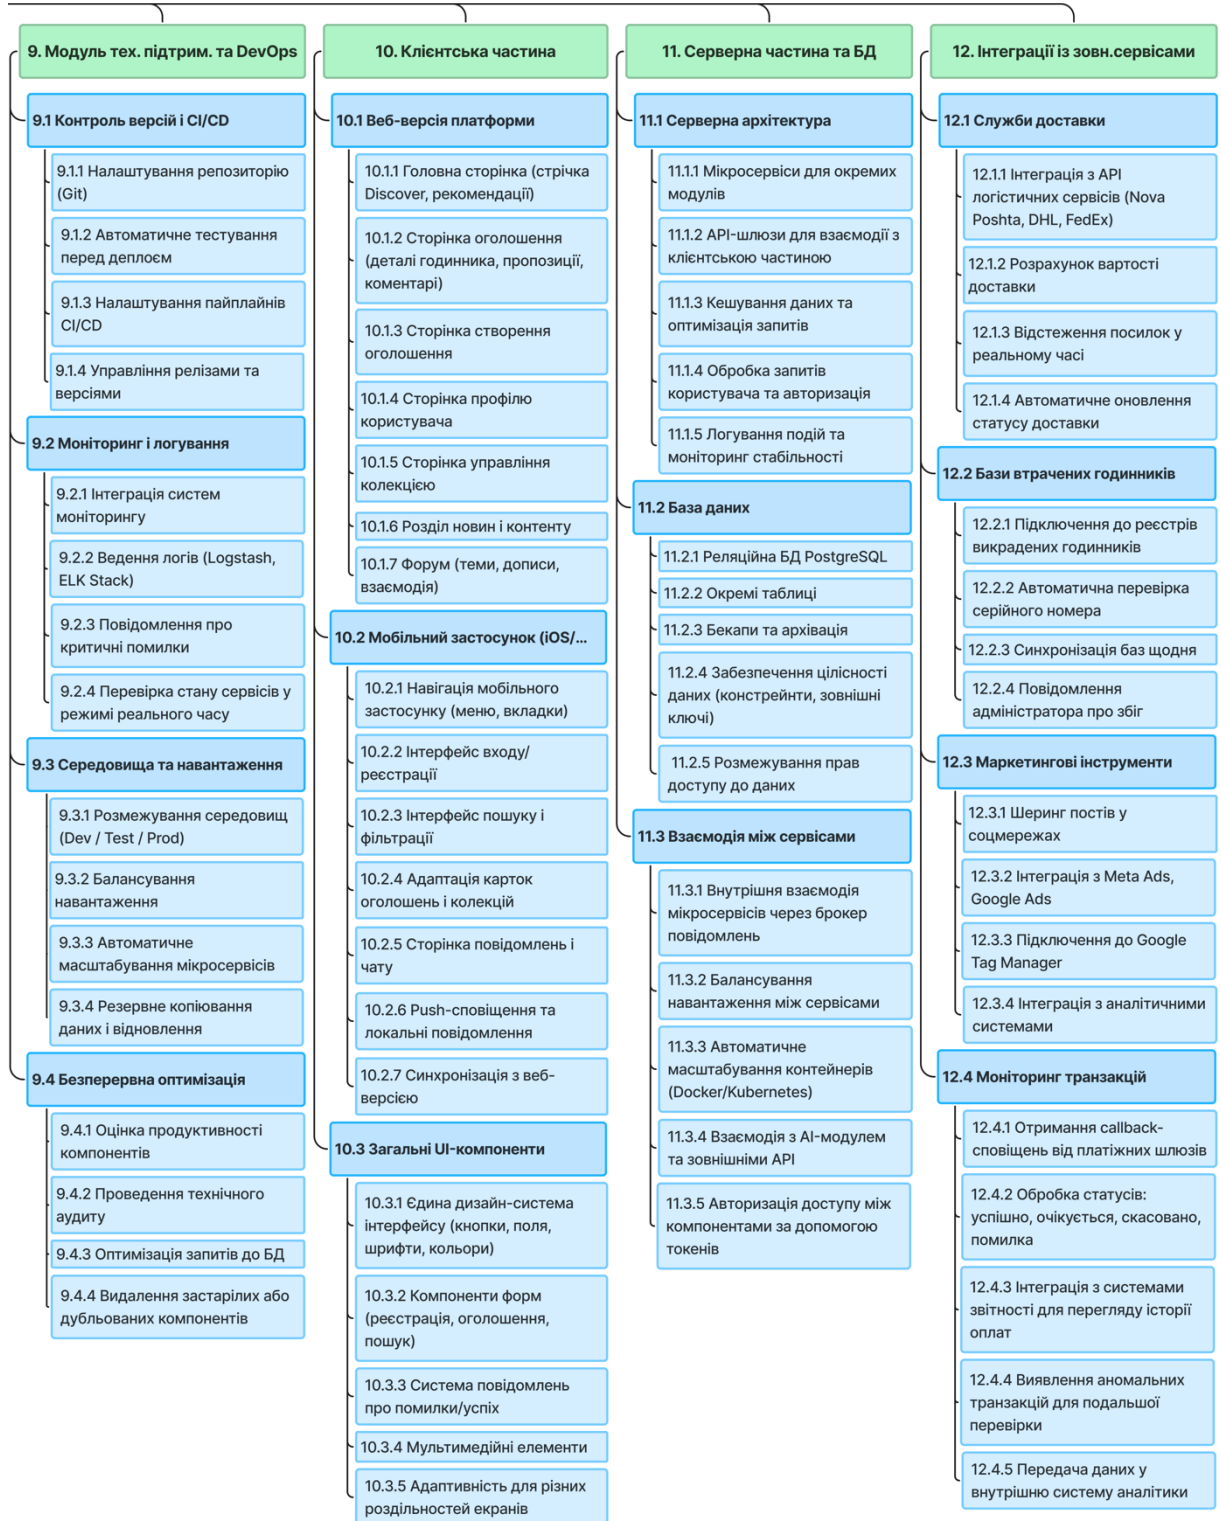 9. Модуль тех. підтрим. та DevOps
9.1 Контроль версій і CI/CD
9.1.1 Налаштування репозиторію
(Git)
9.1.2 Автоматичне тестування
перед деплоєм
9.1.3 Налаштування пайплайнів
CI/CD
9.1.4 Управління релізами та
версіями
9.2 Моніторинг і логування
9.2.1 Інтеграція систем
моніторингу
9.2.2 Ведення логів (Logstash,
ELK Stack)
9.2.3 Повідомлення про
критичні помилки
9.2.4 Перевірка стану сервісів у
режимі реального часу
9.3 Середовища та навантаження
9.3.1 Розмежування середовищ
(Dev / Test / Prod)
9.3.2 Балансування
навантаження
9.3.3 Автоматичне
масштабування мікросервісів
9.3.4 Резервне копіювання
даних і відновлення
9.4 Безперервна оптимізація
9.4.1 Оцінка продуктивності
компонентів
9.4.2 Проведення технічного
аудиту
9.4.3 Оптимізація запитів до БД
9.4.4 Видалення застарілих або
дубльованих компонентів
10. Клієнтська частина
10.1 Веб-версія платформи
10.1.1 Головна сторінка (стрічка
Discover, рекомендації)
10.1.2 Сторінка оголошення
(деталі годинника, пропозиції,
коментарі)
10.1.3 Сторінка створення
оголошення
10.1.4 Сторінка профілю
користувача
10.1.5 Сторінка управління
колекцією
10.1.6 Розділ новин і контенту
10.1.7 Форум (теми, дописи,
взаємодія)
10.2 Мобільний застосунок (iOS/...
10.2.1 Навігація мобільного
застосунку (меню, вкладки)
10.2.2 Інтерфейс входу/
реєстрації
10.2.3 Інтерфейс пошуку і
фільтрації
10.2.4 Адаптація карток
оголошень і колекцій
10.2.5 Сторінка повідомлень і
чату
10.2.6 Push-сповіщення та
локальні повідомлення
10.2.7 Синхронізація з веб-
версією
10.3 Загальні UI-компоненти
10.3.1 Єдина дизайн-система
інтерфейсу (кнопки, поля,
шрифти, кольори)
10.3.2 Компоненти форм
(реєстрація, оголошення,
пошук)
10.3.3 Система повідомлень
про помилки/успіх
10.3.4 Мультимедійні елементи
10.3.5 Адаптивність для різних
роздільностей екранів
11. Серверна частина та БД
11.1 Серверна архітектура
11.1.1 Мікросервіси для окремих
модулів
11.1.2 API-шлюзи для взаємодії з
клієнтською частиною
11.1.3 Кешування даних та
оптимізація запитів
11.1.4 Обробка запитів
користувача та авторизація
11.1.5 Логування подій та
моніторинг стабільності
11.2 База даних
11.2.1 Реляційна БД PostgreSQL
11.2.2 Окремі таблиці
11.2.3 Бекапи та архівація
11.2.4 Забезпечення цілісності
даних (констрейнти, зовнішні
ключі)
11.2.5 Розмежування прав
доступу до даних
11.3 Взаємодія між сервісами
11.3.1 Внутрішня взаємодія
мікросервісів через брокер
повідомлень
11.3.2 Балансування
навантаження між сервісами
11.3.3 Автоматичне
масштабування контейнерів
(Docker/Kubernetes)
11.3.4 Взаємодія з AI-модулем
та зовнішніми API
11.3.5 Авторизація доступу між
компонентами за допомогою
токенів
12. Інтеграції із зовн.сервісами
12.1 Служби доставки
12.1.1 Інтеграція з API
логістичних сервісів (Nova
Poshta, DHL, FedEx)
12.1.2 Розрахунок вартості
доставки
12.1.3 Відстеження посилок у
реальному часі
12.1.4 Автоматичне оновлення
статусу доставки
12.2 Бази втрачених годинників
12.2.1 Підключення до реєстрів
викрадених годинників
12.2.2 Автоматична перевірка
серійного номера
12.2.3 Синхронізація баз щодня
12.2.4 Повідомлення
адміністратора про збіг
12.3 Маркетингові інструменти
12.3.1 Шеринг постів у
соцмережах
12.3.2 Інтеграція з Meta Ads,
Google Ads
12.3.3 Підключення до Google
Tag Manager
12.3.4 Інтеграція з аналітичними
системами
12.4 Моніторинг транзакцій
12.4.1 Отримання callback-
сповіщень від платіжних шлюзів
12.4.2 Обробка статусів:
успішно, очікується, скасовано,
помилка
12.4.3 Інтеграція з системами
звітності для перегляду історії
оплат
12.4.4 Виявлення аномальних
транзакцій для подальшої
перевірки
12.4.5 Передача даних у
внутрішню систему аналітики